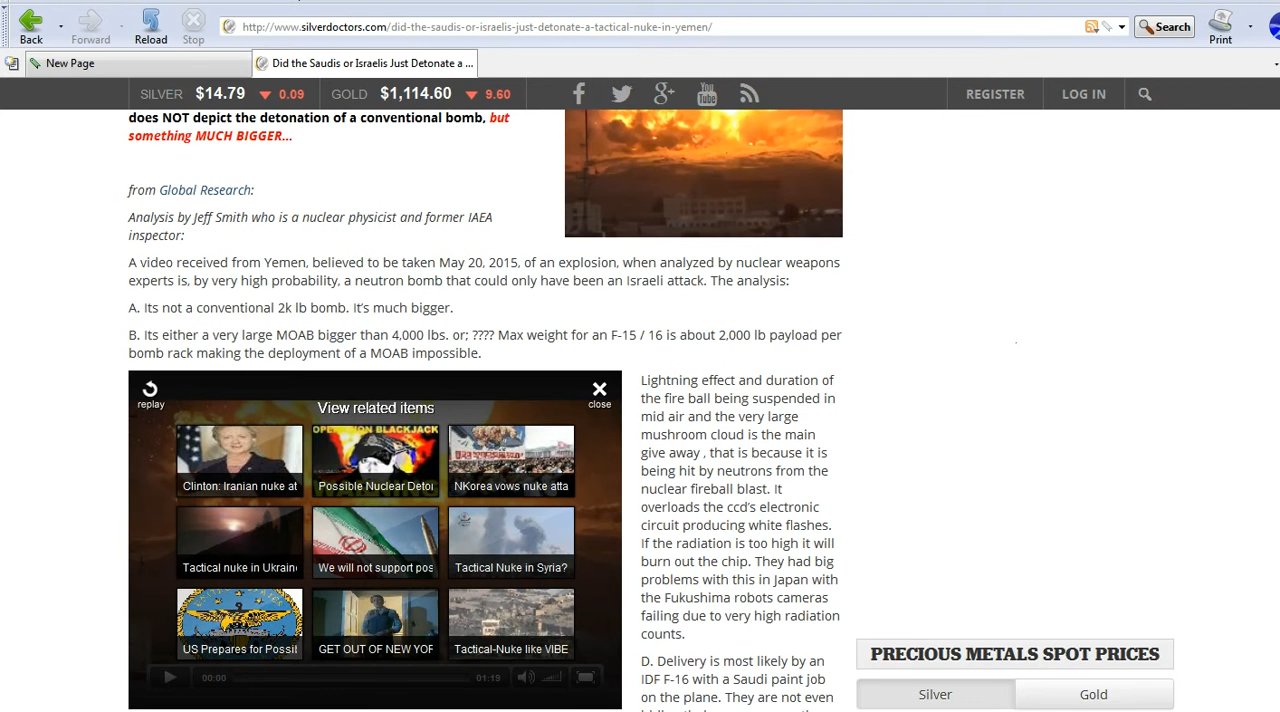 http://www.silverdoctors.com/did-the-saudis-or-israelis-just-detonate-a-tactical-nuke-in-yemen/
Back
Forward
Reload
Stop
Search
Print
New Page
Did the Saudis or Israelis Just Detonate a ...
SILVER $14.79 0.09
GOLD $1,114.60 9.60
You Tube
REGISTER
LOG IN
does NOT depict the detonation of a conventional bomb, but
something MUCH BIGGER...
from Global Research:
Analysis by Jeff Smith who is a nuclear physicist and former IAEA
inspector:
A video received from Yemen, believed to be taken May 20, 2015, of an explosion, when analyzed by nuclear weapons
experts is, by very high probability, a neutron bomb that could only have been an Israeli attack. The analysis:
A. Its not a conventional 2k lb bomb. It's much bigger.
B. Its either a very large MOAB bigger than 4,000 lbs. or; ???? Max weight for an F-15 / 16 is about 2,000 lb payload per
bomb rack making the deployment of a MOAB impossible.
replay
View related items
close
OPERATION BLACKJACK
Clinton: Iranian nuke at
Possible Nuclear Deto
NKorea vows nuke atta
Tactical nuke in Ukrain
We will not support pos
Tactical Nuke in Syria?
US Prepares for Possil
GET OUT OF NEW YOR
Tactical-Nuke like VIBE
00:00
01:19
Lightning effect and duration of
the fire ball being suspended in
mid air and the very large
mushroom cloud is the main
give away , that is because it is
being hit by neutrons from the
nuclear fireball blast. It
overloads the ccd's electronic
circuit producing white flashes.
If the radiation is too high it will
burn out the chip. They had big
problems with this in Japan with
the Fukushima robots cameras
failing due to very high radiation
counts.
D. Delivery is most likely by an
IDF F-16 with a Saudi paint job
on the plane. They are not even
PRECIOUS METALS SPOT PRICES
Silver
Gold